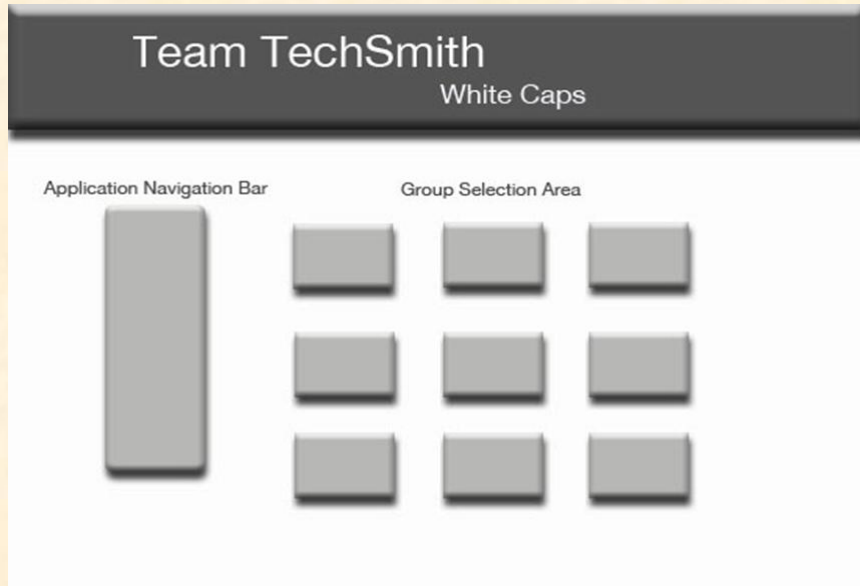 Team TechSmith
White Caps
Application Navigation Bar
Group Selection Area